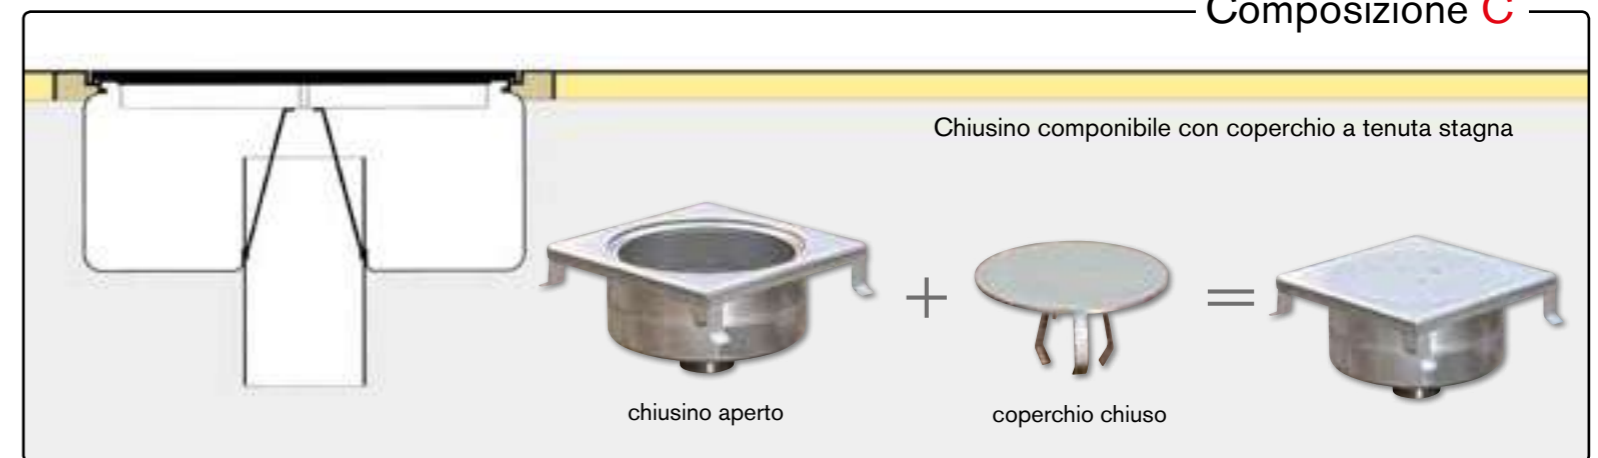 Composizione C
Chiusino componibile con coperchio a tenuta stagna
+
=
chiusino aperto
coperchio chiuso